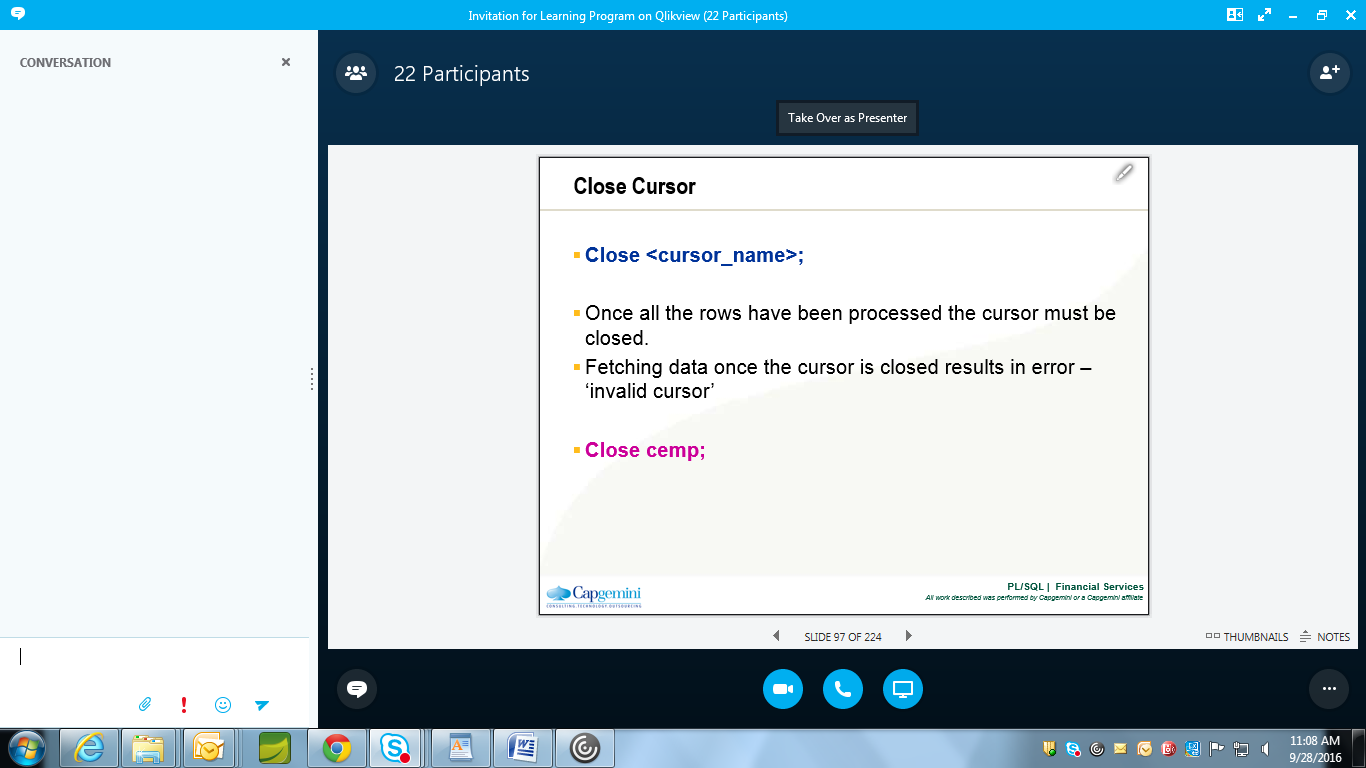 Invitation for Learning Program on Qlikview (22 Participants)
CONVERSATION
22 Participants
Take Over as Presenter
Close Cursor
Close <cursor_name>;
Once all the rows have been processed the cursor must be
closed.
Fetching data once the cursor is closed results in error –
‘invalid cursor’
Close cemp;
Capgemini
CONSULTING.TECHNOLOGY.OUTSOURCING
PL/SQL | Financial Services
All work described was performed by Capgemini or a Capgemini affiliate
SLIDE 97 OF 224
THUMBNAILS
NOTES
11:08 AM
9/28/2016